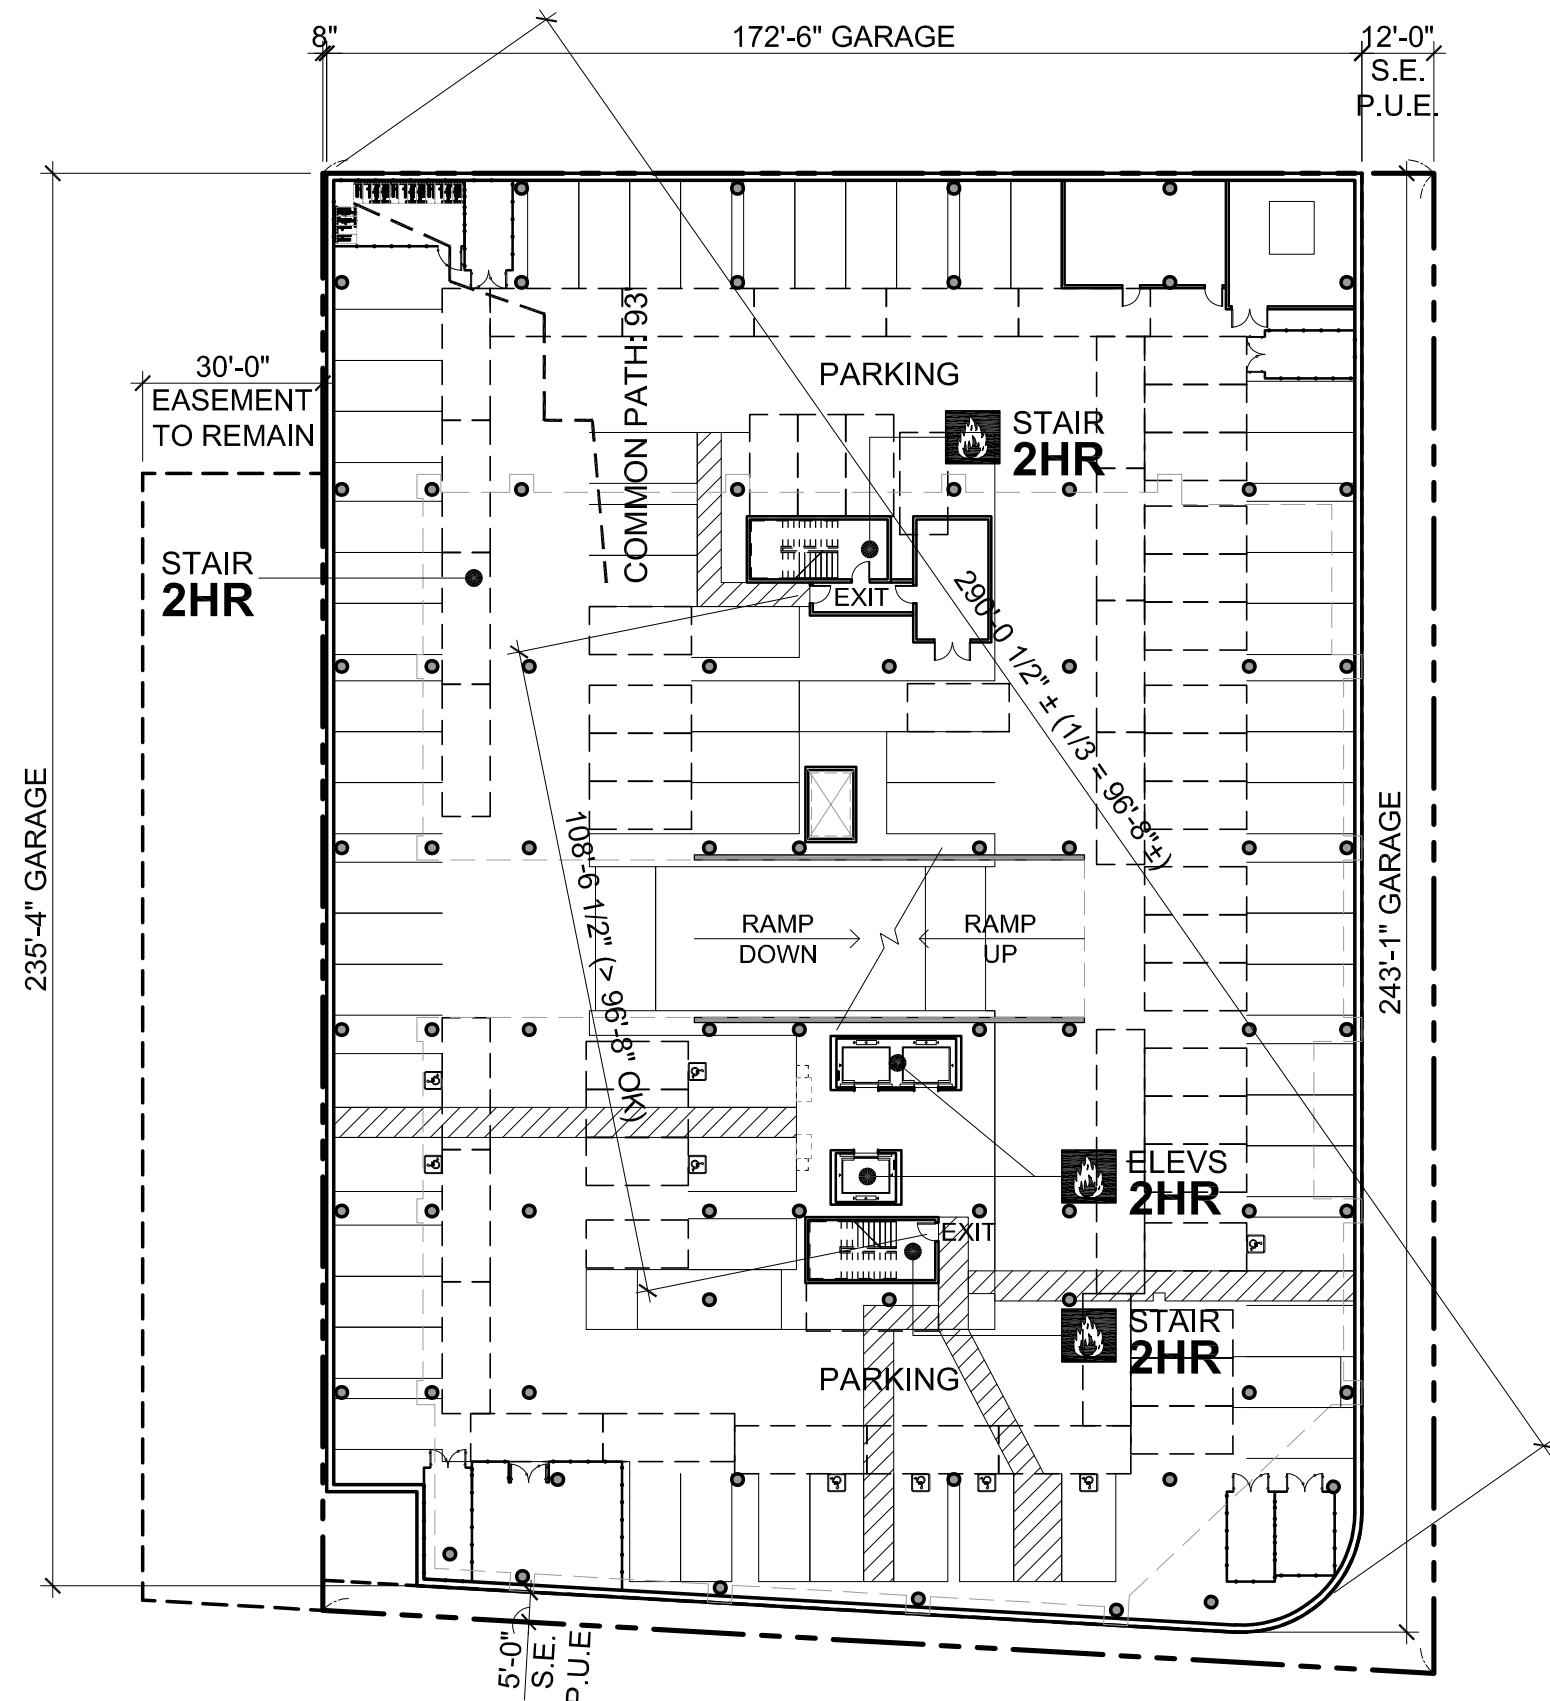 8"
172'-6" GARAGE
12'-0"
S.E.
P.U.E.
30'-0"
EASEMENT
TO REMAIN
COMMON PATH: 93'
PARKING
STAIR
2HR
STAIR
2HR
EXIT
290'-0 1/2" ± (1/3 = 96'-8"±)
235'-4" GARAGE
243'-1" GARAGE
108'-6 1/2" (> 96'-8" OK)
RAMP
DOWN
RAMP
UP
ELEVS
2HR
EXIT
STAIR
2HR
PARKING
5'-0"
S.E.
P.U.E